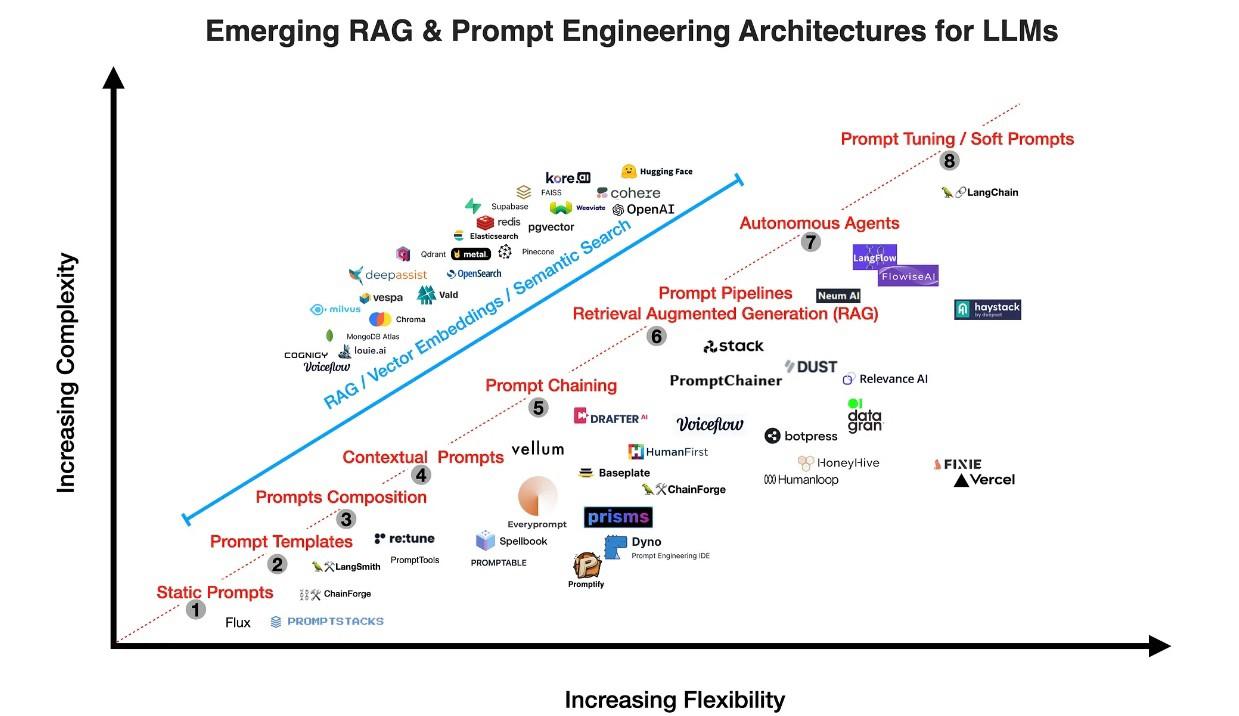 Emerging RAG & Prompt Engineering Architectures for LLMs
Prompt Tuning / Soft Prompts
8
LangChain
kore.ai
Hugging Face
FAISS
cohere
Supabase
Weaviate
OpenAI
redis
pgvector
Elasticsearch
Qdrant
metal.
Pinecone
deepassist
OpenSearch
vespa
Vald
milvus
Chroma
MongoDB Atlas
COGNIGY
louie.ai
Voiceflow
RAG / Vector Embeddings / Semantic Search
Autonomous Agents
7
LangFlow
FlowiseAI
Prompt Pipelines
Neum AI
haystack
by deepset
Retrieval Augmented Generation (RAG)
6
stack
DUST
PromptChainer
Relevance AI
Prompt Chaining
5
DRAFTER AI
Voiceflow
data
gran
botpress
Contextual Prompts
4
vellum
HumanFirst
HoneyHive
FIXIE
Baseplate
Humanloop
Vercel
ChainForge
Prompts Composition
3
Everyprompt
prisms
Prompt Templates
2
re:tune
Spellbook
Dyno
Prompt Engineering IDE
PromptTools
PROMPTABLE
LangSmith
Promptify
Static Prompts
1
ChainForge
Flux
PROMPTSTACKS
Increasing Complexity
Increasing Flexibility